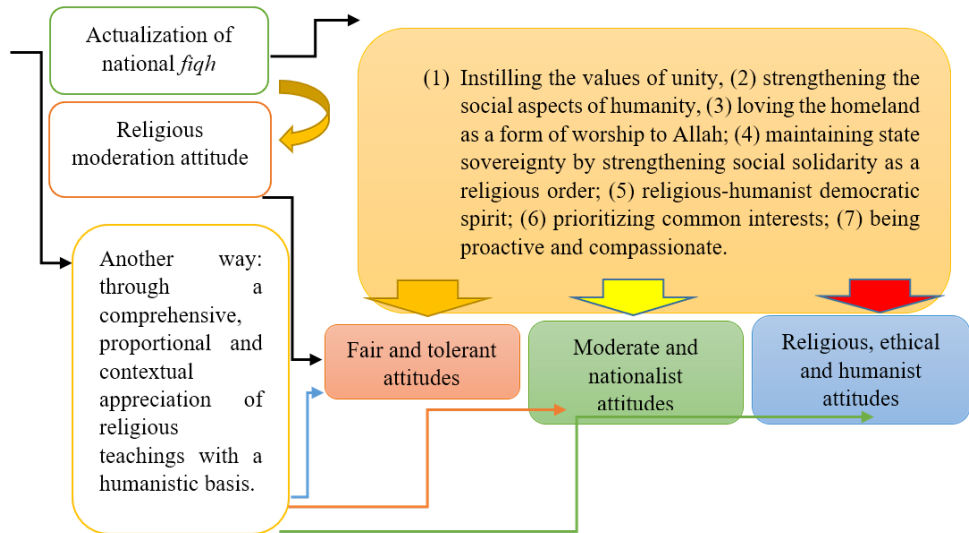 Actualization of
national fiqh
Religious
moderation attitude
(1) Instilling the values of unity, (2) strengthening the
social aspects of humanity, (3) loving the homeland
as a form of worship to Allah; (4) maintaining state
sovereignty by strengthening social solidarity as a
religious order; (5) religious-humanist democratic
spirit; (6) prioritizing common interests; (7) being
proactive and compassionate.
Another way:
through a
comprehensive,
proportional and
contextual
appreciation of
religious
teachings with a
humanistic basis.
Fair and tolerant
attitudes
Moderate and
nationalist
attitudes
Religious, ethical
and humanist
attitudes